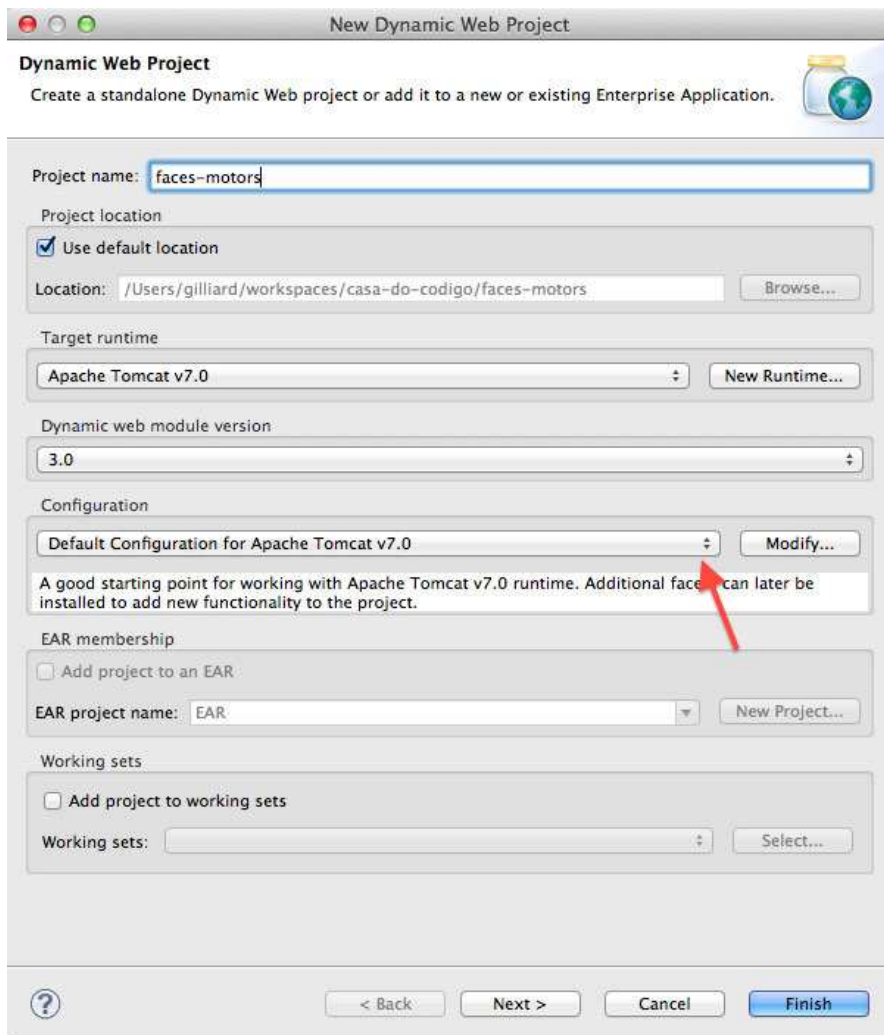 New Dynamic Web Project
Dynamic Web Project
Create a standalone Dynamic Web project or add it to a new or existing Enterprise Application.
Project name: faces-motors
Project location
Use default location
Location: /Users/gilliard/workspaces/casa-do-codigo/faces-motors Browse...
Target runtime
Apache Tomcat v7.0 New Runtime...
Dynamic web module version
3.0
Configuration
Default Configuration for Apache Tomcat v7.0 Modify...
A good starting point for working with Apache Tomcat v7.0 runtime. Additional facets can later be
installed to add new functionality to the project.
EAR membership
Add project to an EAR
EAR project name: EAR New Project...
Working sets
Add project to working sets
Working sets: Select...
? < Back Next > Cancel Finish